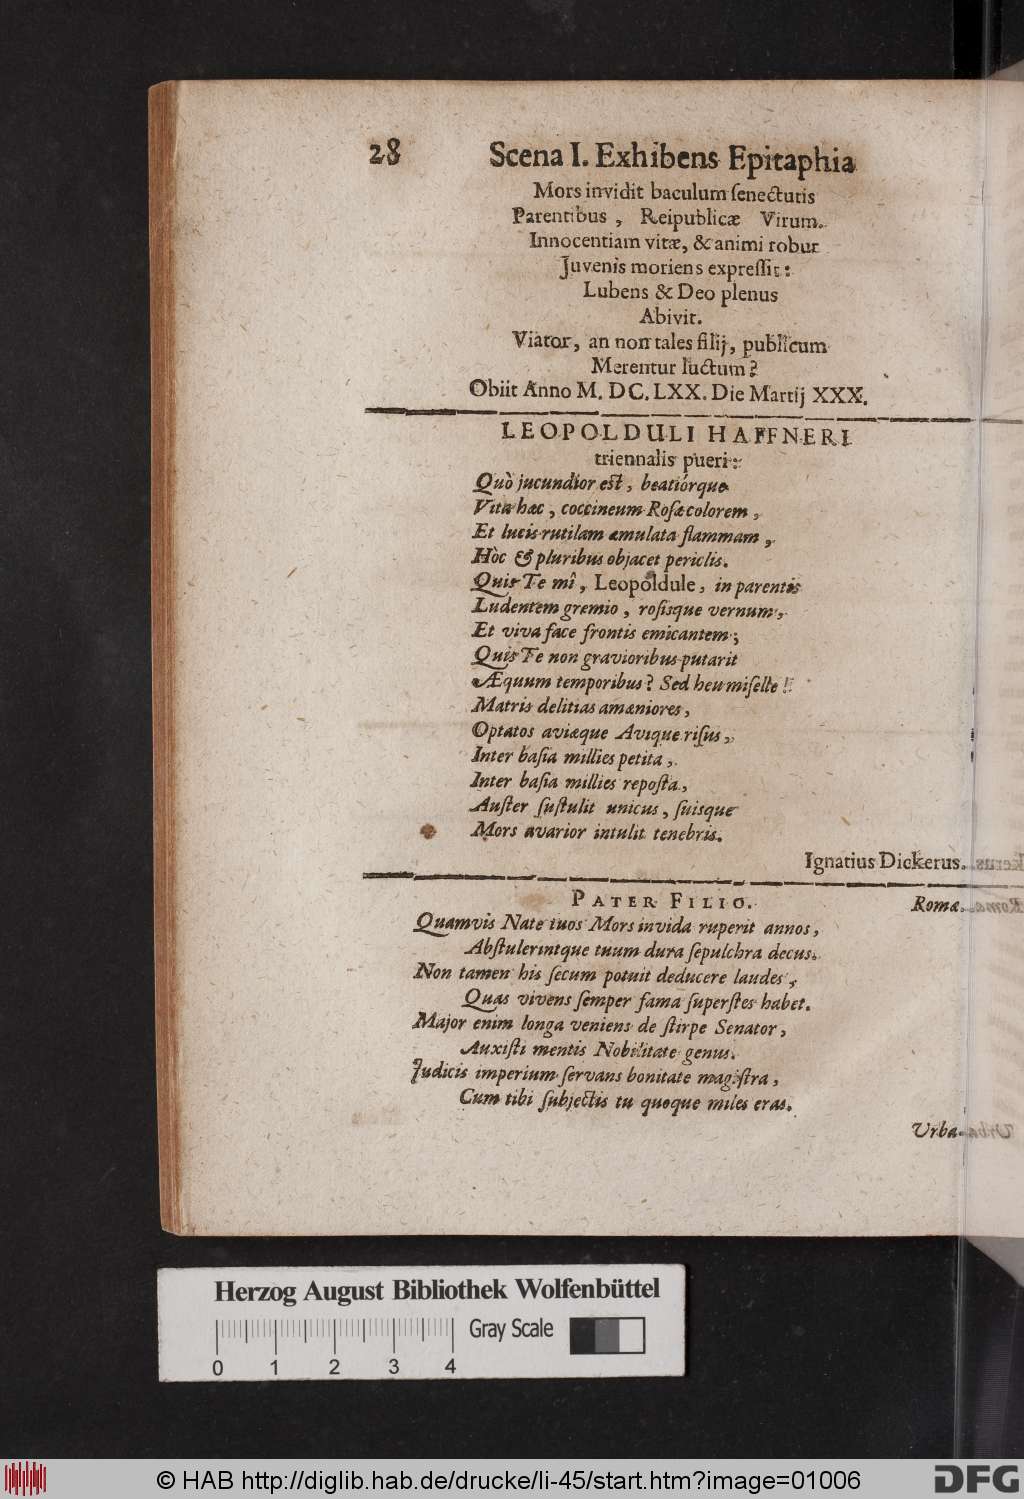 28 Scena I. Exhibens Epitaphia
Mors invidit baculum ſenectutis
Parentibus, Reipublicæ Virum.
Innocentiam vitæ, & animi robur
Juvenis moriens expreſſit:
Lubens & Deo plenus
Abivit.
Viator, an non tales filij, publicum
Merentur luctum?
Obiit Anno M. DC. LXX. Die Martij XXX.
LEOPOLDULI HAFFNERI
triennalis pueri:
Quò jucundior eſt, beatiórque
Vita hæc, coccineum Roſæ colorem,
Et lucis rutilam æmulata flammam,
Hòc & pluribus objacet periclis.
Quis Te mî, Leopoldule, in parentis
Ludentem gremio, roſisque vernum,
Et viva face frontis emicantem;
Quis Te non gravioribus putarit
Æquum temporibus? Sed heu miſelle!
Matris delitias amæniores,
Optatos aviæque Avique riſus,
Inter baſia millies petita,
Inter baſia millies repoſta,
Auſter ſuſtulit unicus, ſuisque
Mors avarior intulit tenebris.
Ignatius Dickerus.
PATER FILIO. Romæ.
Quamvis Nate tuos Mors invida ruperit annos,
Abſtulerintque tuum dura ſepulchra decus.
Non tamen his ſecum potuit deducere laudes,
Quas vivens ſemper fama ſuperſtes habet.
Major enim longa veniens de ſtirpe Senator,
Auxiſti mentis Nobilitate genus.
Judicis imperium ſervans bonitate magiſtra,
Cum tibi ſubjectis tu quoque miles eras.
Urba-
Herzog August Bibliothek Wolfenbüttel
Gray Scale
0 1 2 3 4
© HAB http://diglib.hab.de/drucke/li-45/start.htm?image=01006
DFG